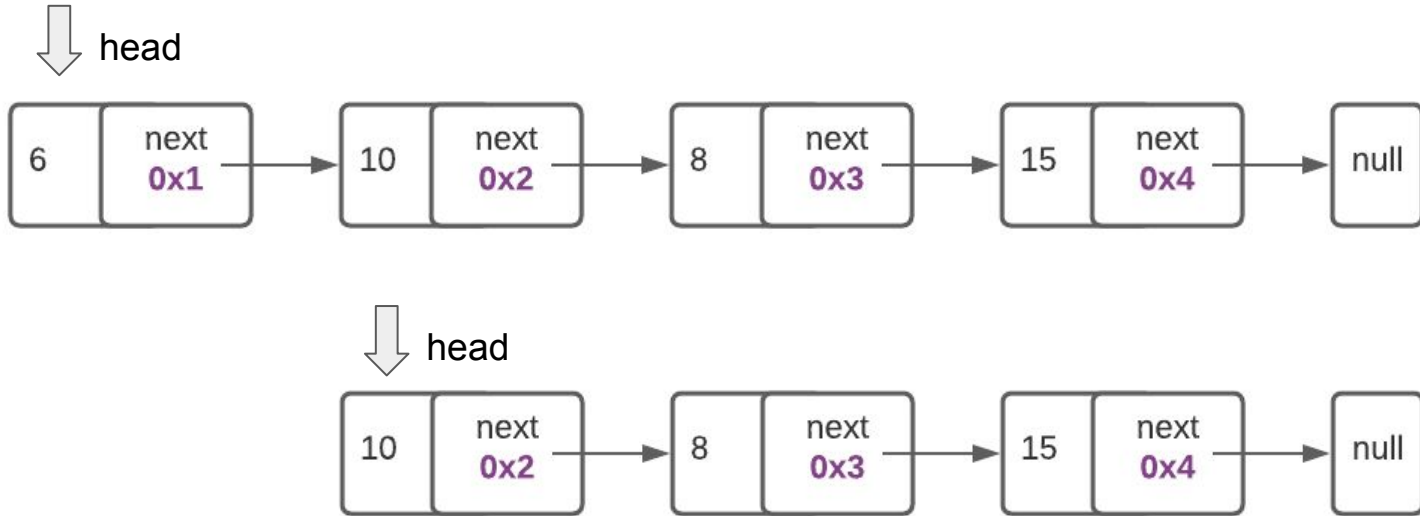 head
6 next 10 next 8 next 15 next null
0x1 0x2 0x3 0x4
head
10 next 8 next 15 next null
0x2 0x3 0x4